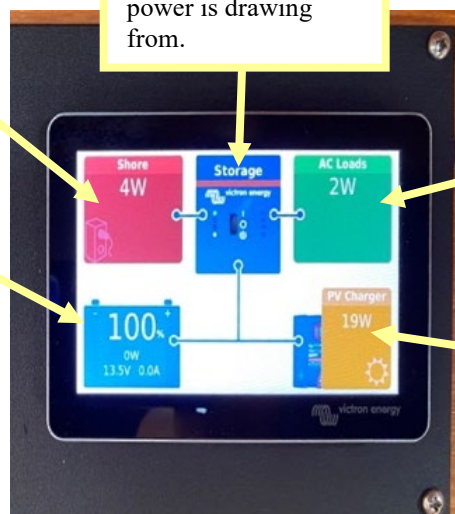 power is drawing
from.
Shore
4W
Storage
victron energy
AC Loads
2W
100%
0W
13.5V 0.0A
PV Charger
19W
victron energy